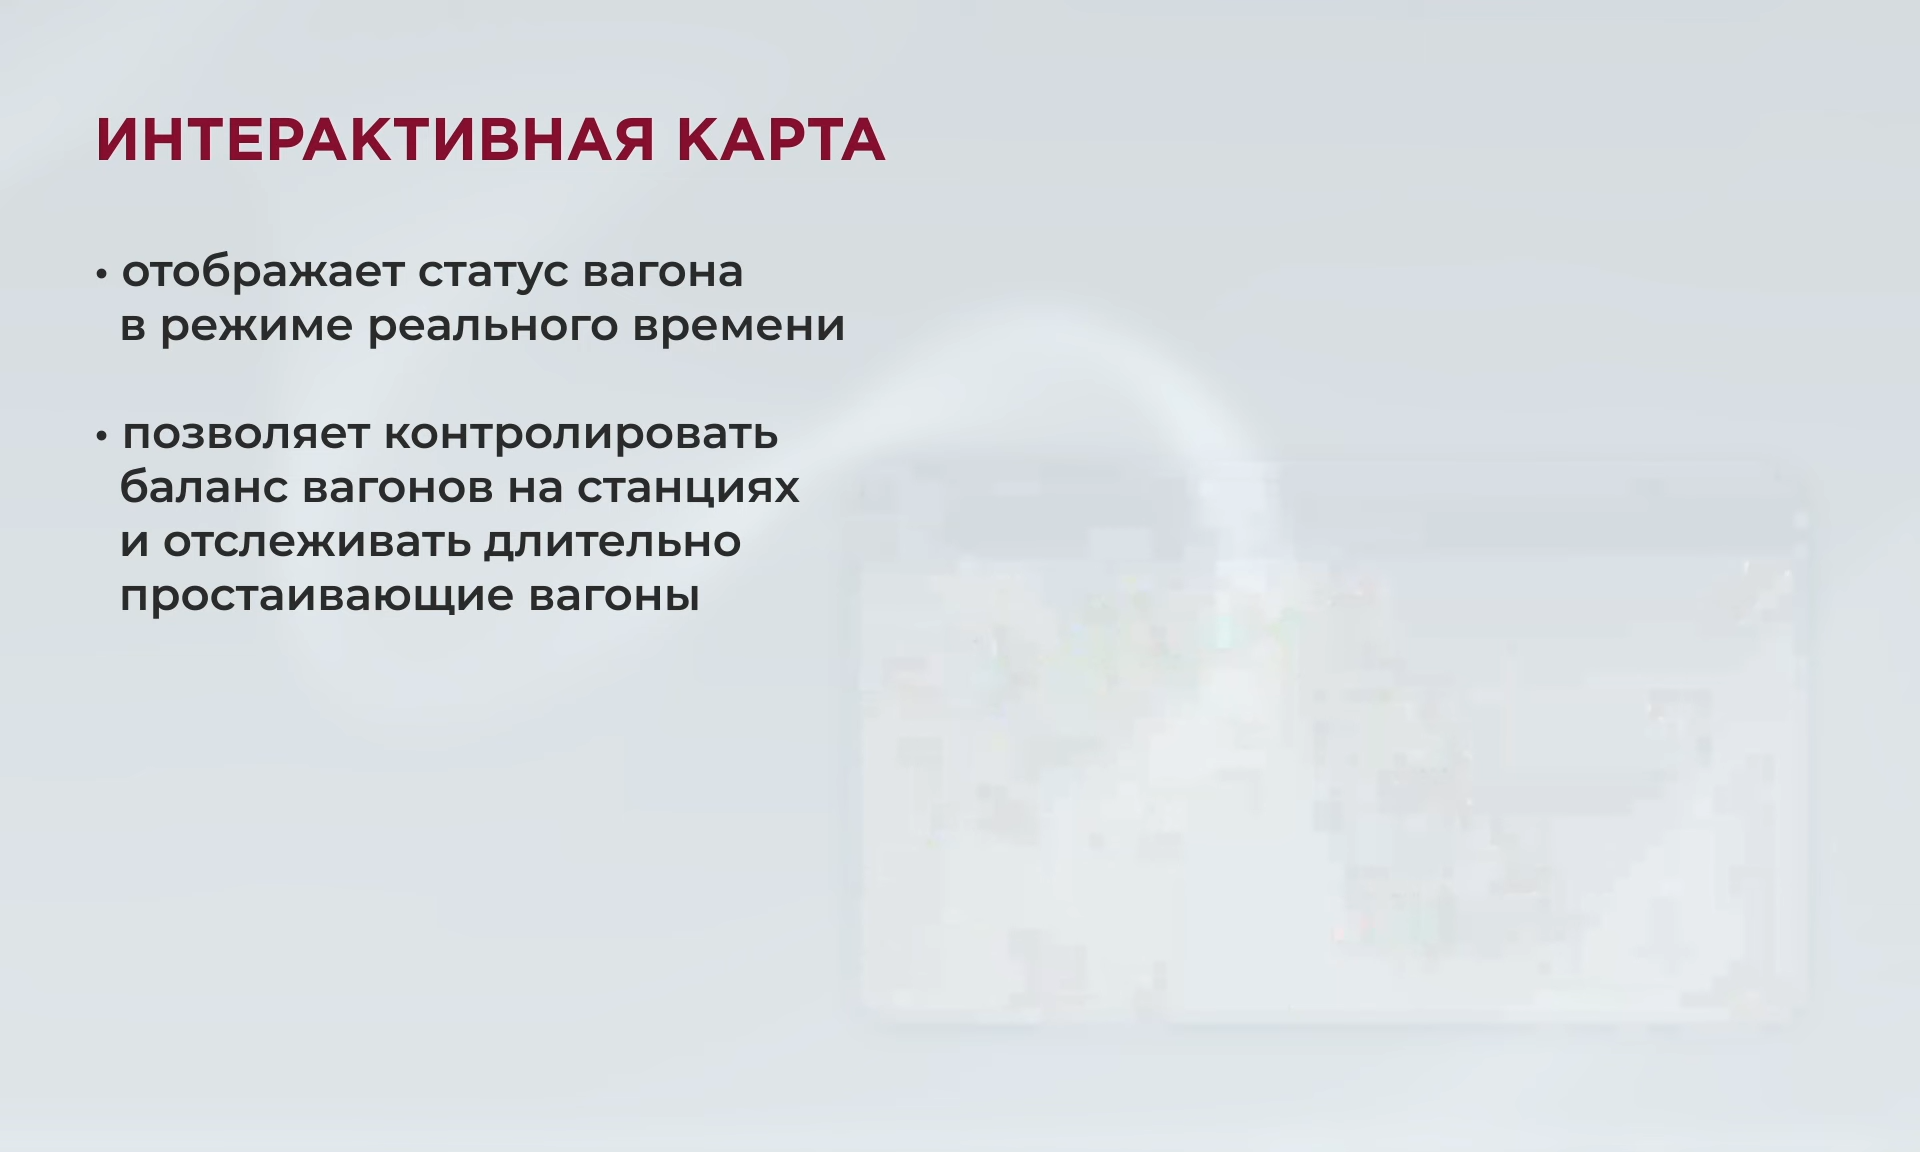 ИНТЕРАКТИВНАЯ КАРТА
• отображает статус вагона
в режиме реального времени
• позволяет контролировать
баланс вагонов на станциях
и отслеживать длительно
простаивающие вагоны